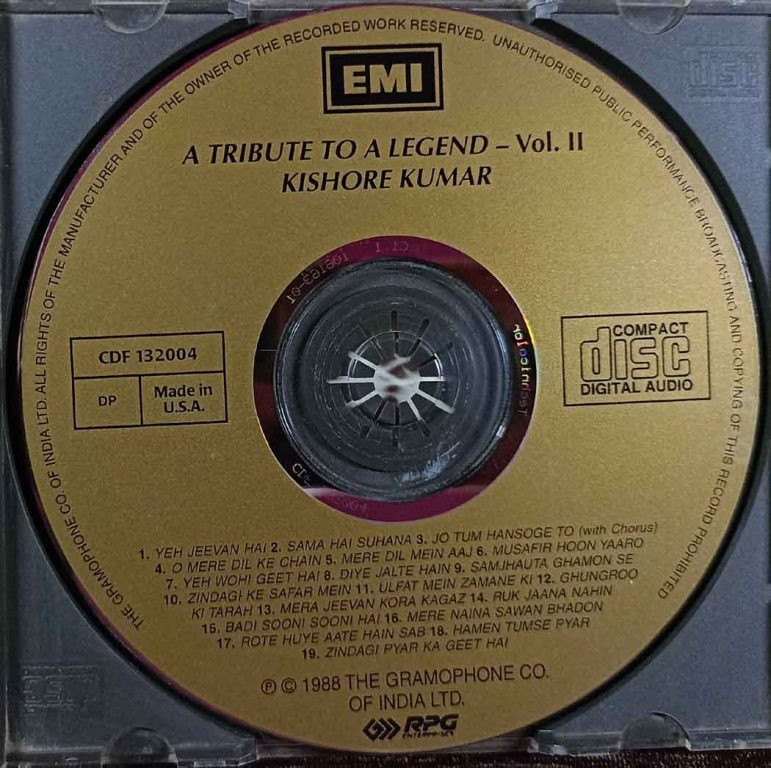 THE GRAMOPHONE CO. OF INDIA LTD. ALL RIGHTS OF THE MANUFACTURER AND OF THE OWNER OF THE RECORDED WORK RESERVED. UNAUTHORISED PUBLIC PERFORMANCE BROADCASTING AND COPYING OF THIS RECORD PROHIBITED
EMI
A TRIBUTE TO A LEGEND – Vol. II
KISHORE KUMAR
CDF 132004
DP
Made in
U.S.A.
COMPACT
disc
DIGITAL AUDIO
1. YEH JEEVAN HAI 2. SAMA HAI SUHANA 3. JO TUM HANSOGE TO (with Chorus)
4. O MERE DIL KE CHAIN 5. MERE DIL MEIN AAJ 6. MUSAFIR HOON YAARO
7. YEH WOHI GEET HAI 8. DIYE JALTE HAIN 9. SAMJHAUTA GHAMON SE
10. ZINDAGI KE SAFAR MEIN 11. ULFAT MEIN ZAMANE KI 12. GHUNGROO
KI TARAH 13. MERA JEEVAN KORA KAGAZ 14. RUK JAANA NAHIN
15. BADI SOONI SOONI HAI 16. MERE NAINA SAWAN BHADON
17. ROTE HUYE AATE HAIN SAB 18. HAMEN TUMSE PYAR
19. ZINDAGI PYAR KA GEET HAI
℗ © 1988 THE GRAMOPHONE CO.
OF INDIA LTD.
RPG
ENTERPRISES
disc